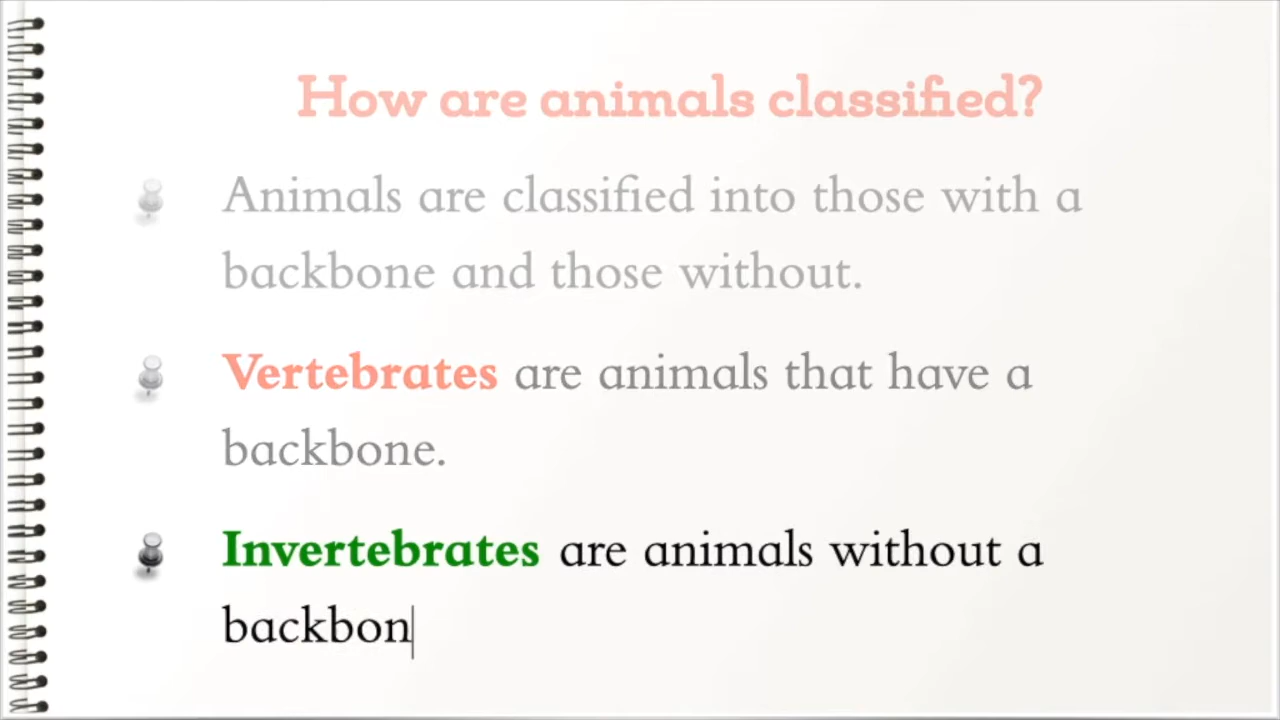 How are animals classified?
Animals are classified into those with a
backbone and those without.
Vertebrates are animals that have a
backbone.
Invertebrates are animals without a
backbon